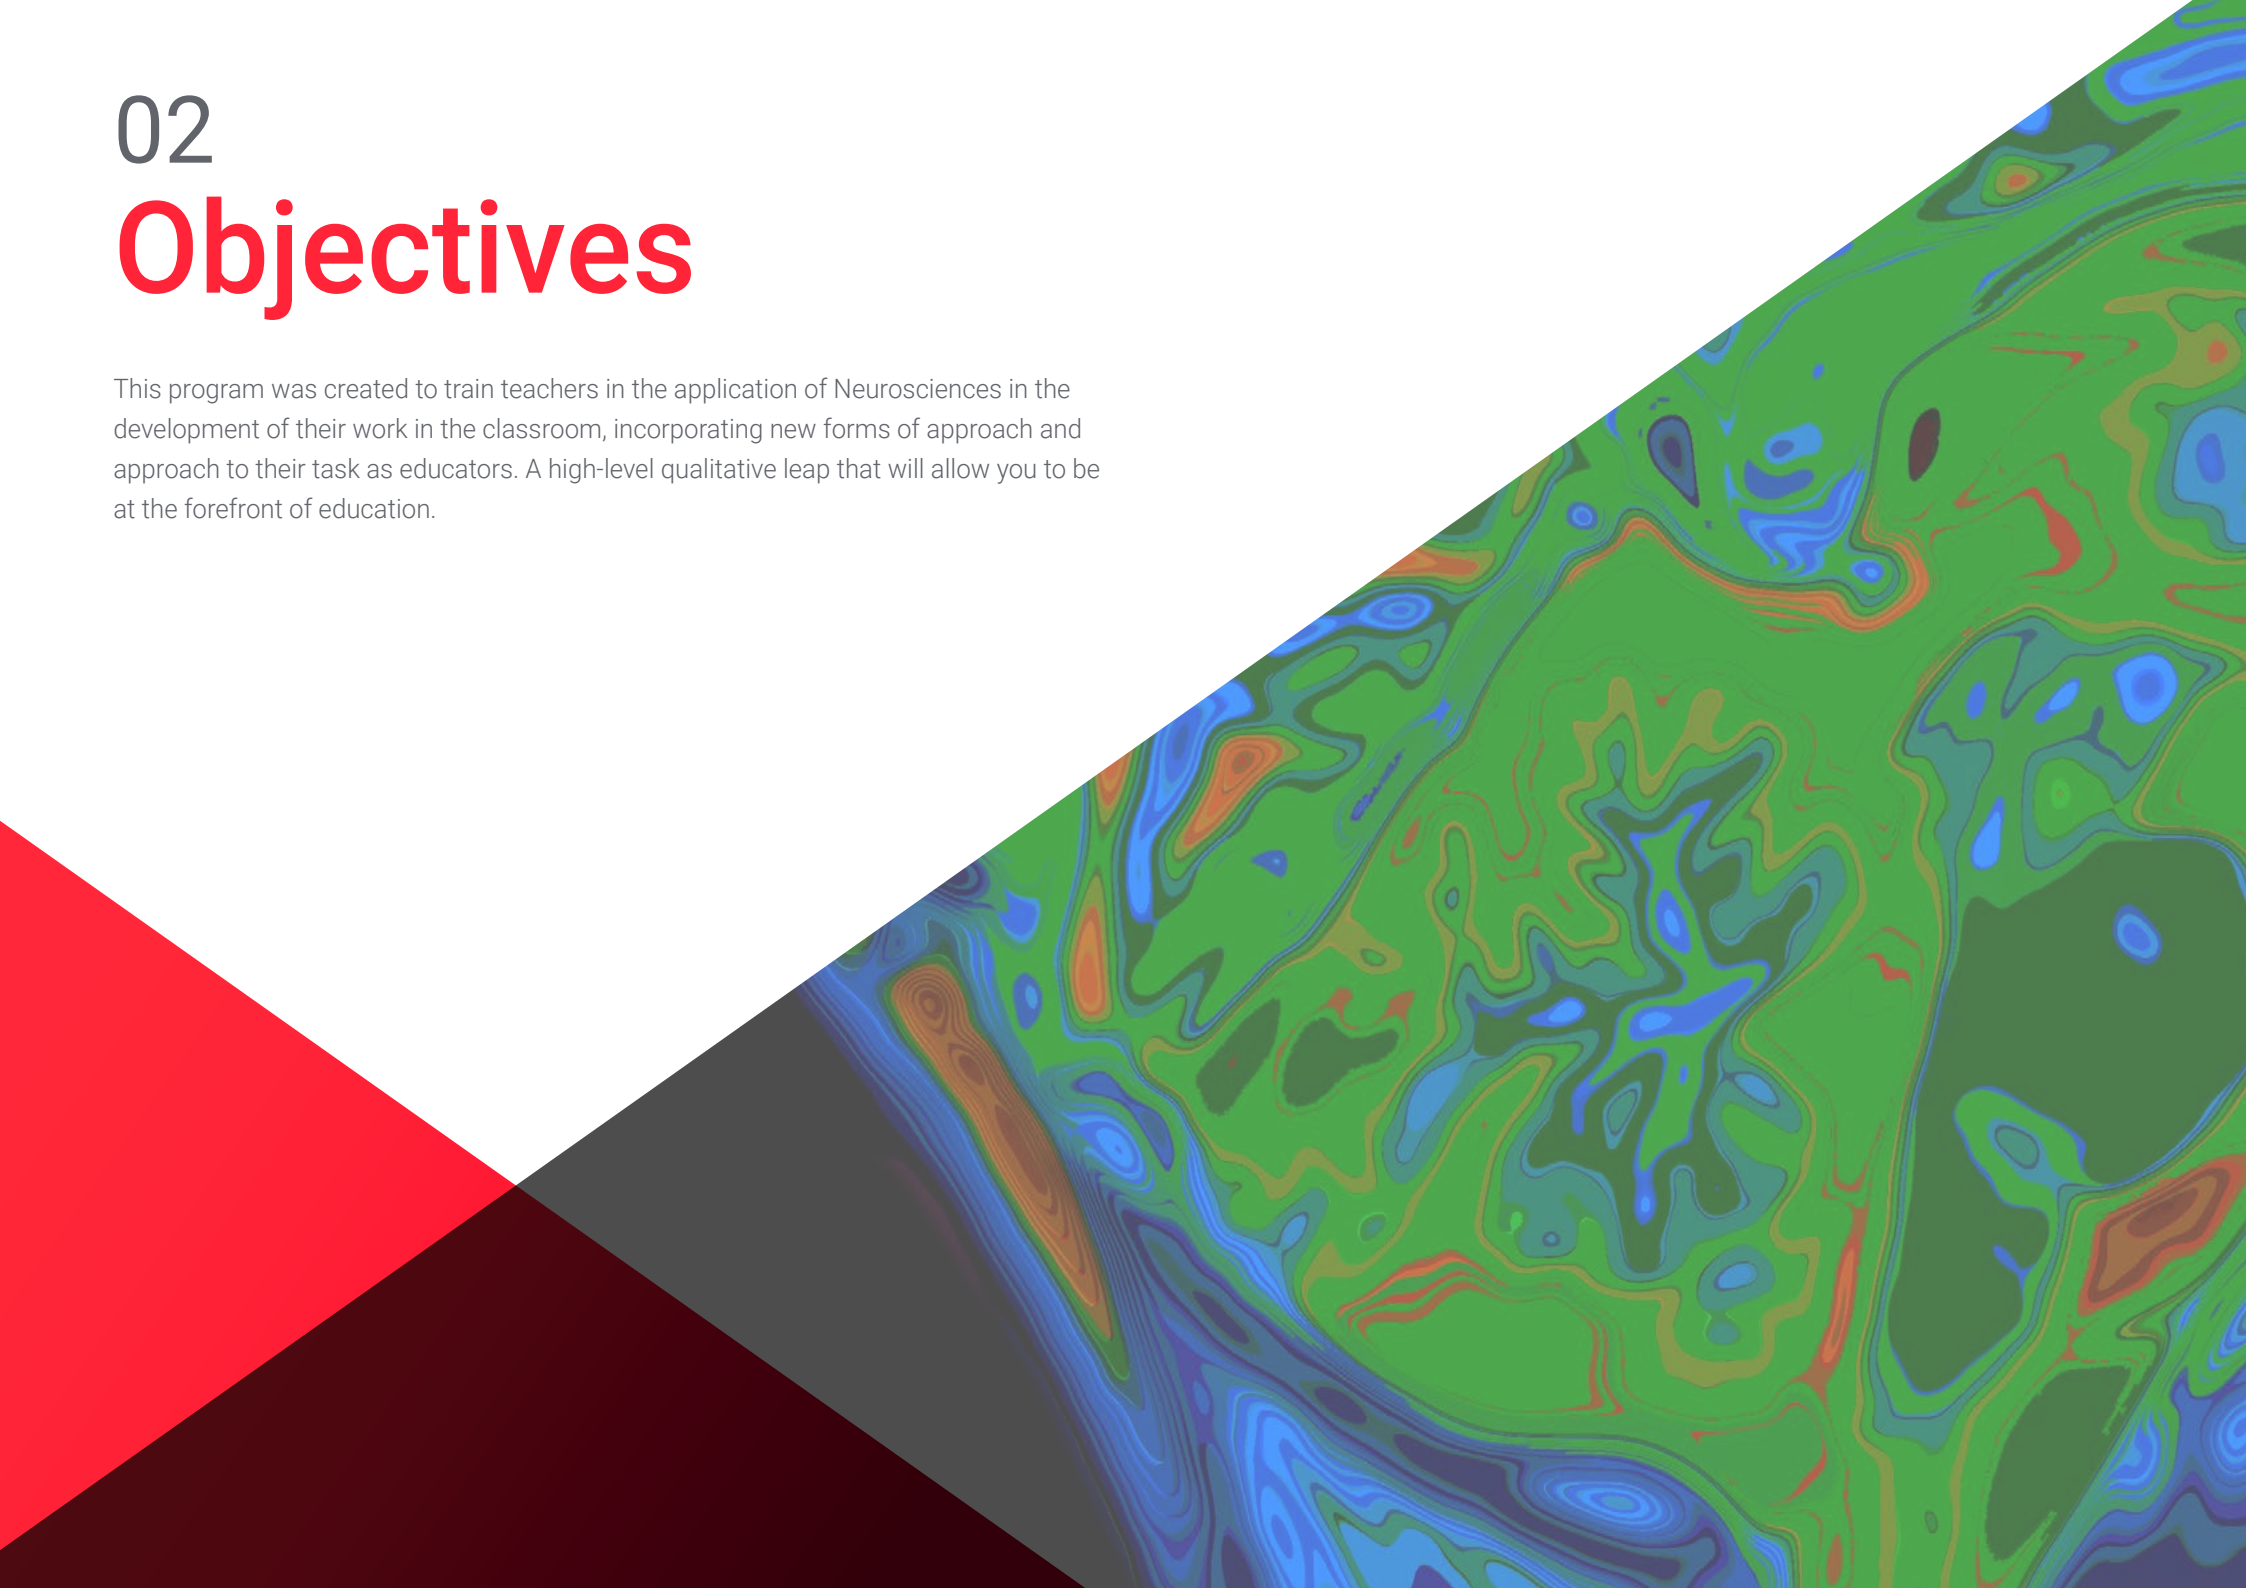 02
Objectives
This program was created to train teachers in the application of Neurosciences in the
development of their work in the classroom, incorporating new forms of approach and
approach to their task as educators. A high-level qualitative leap that will allow you to be
at the forefront of education.